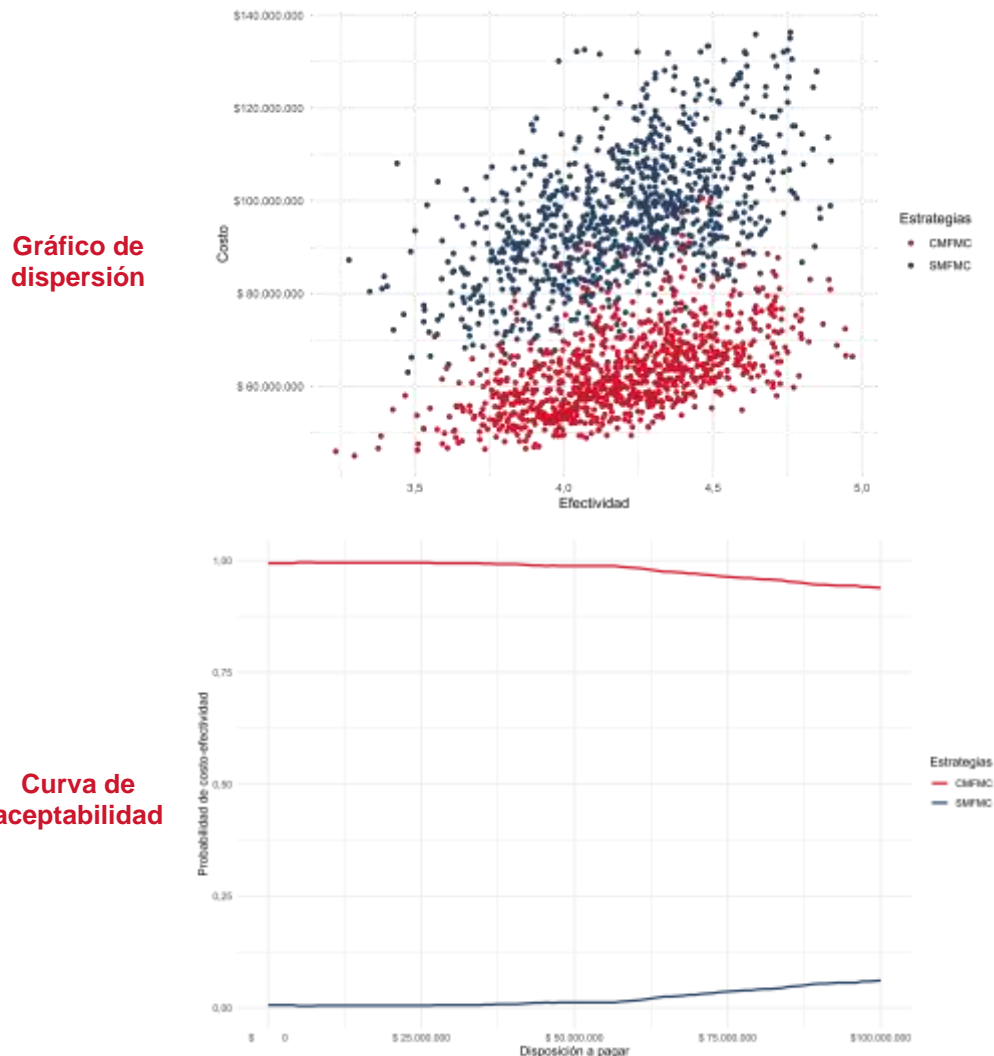 Gráfico de
dispersión
$140.000.000
$120.000.000
$100.000.000
$ 80.000.000
$ 60.000.000
Costo
3,5
4,0
4,5
5,0
Efectividad
Estrategias
CMFMC
SMFMC
Curva de
aceptabilidad
1,00
0,75
0,50
0,25
0,00
Probabilidad de costo-efectividad
$ 0
$ 25.000.000
$ 50.000.000
$ 75.000.000
$100.000.000
Disposición a pagar
Estrategias
CMFMC
SMFMC